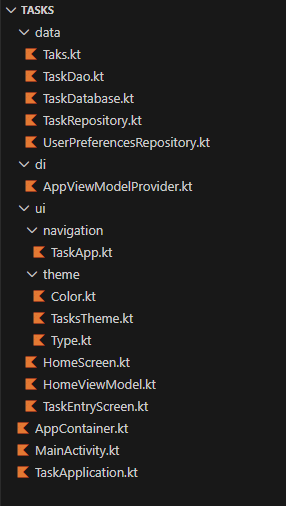 TASKS
data
Taks.kt
TaskDao.kt
TaskDatabase.kt
TaskRepository.kt
UserPreferencesRepository.kt
di
AppViewModelProvider.kt
ui
navigation
TaskApp.kt
theme
Color.kt
TasksTheme.kt
Type.kt
HomeScreen.kt
HomeViewModel.kt
TaskEntryScreen.kt
AppContainer.kt
MainActivity.kt
TaskApplication.kt